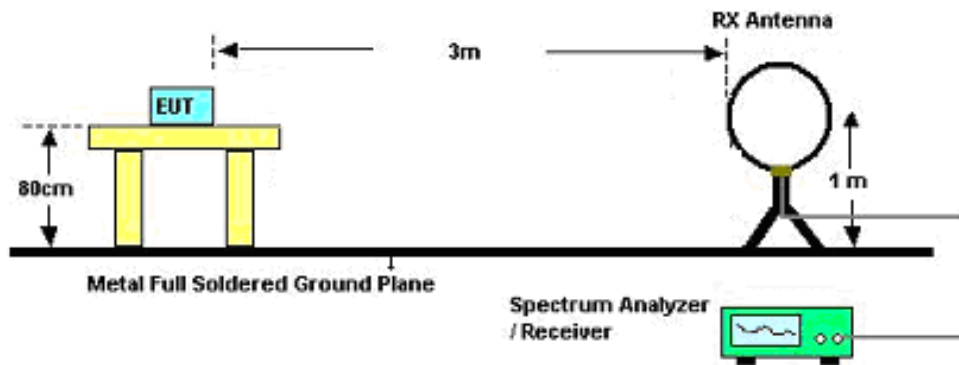 RX Antenna
3m
EUT
80cm
1 m
Metal Full Soldered Ground Plane
Spectrum Analyzer
/ Receiver